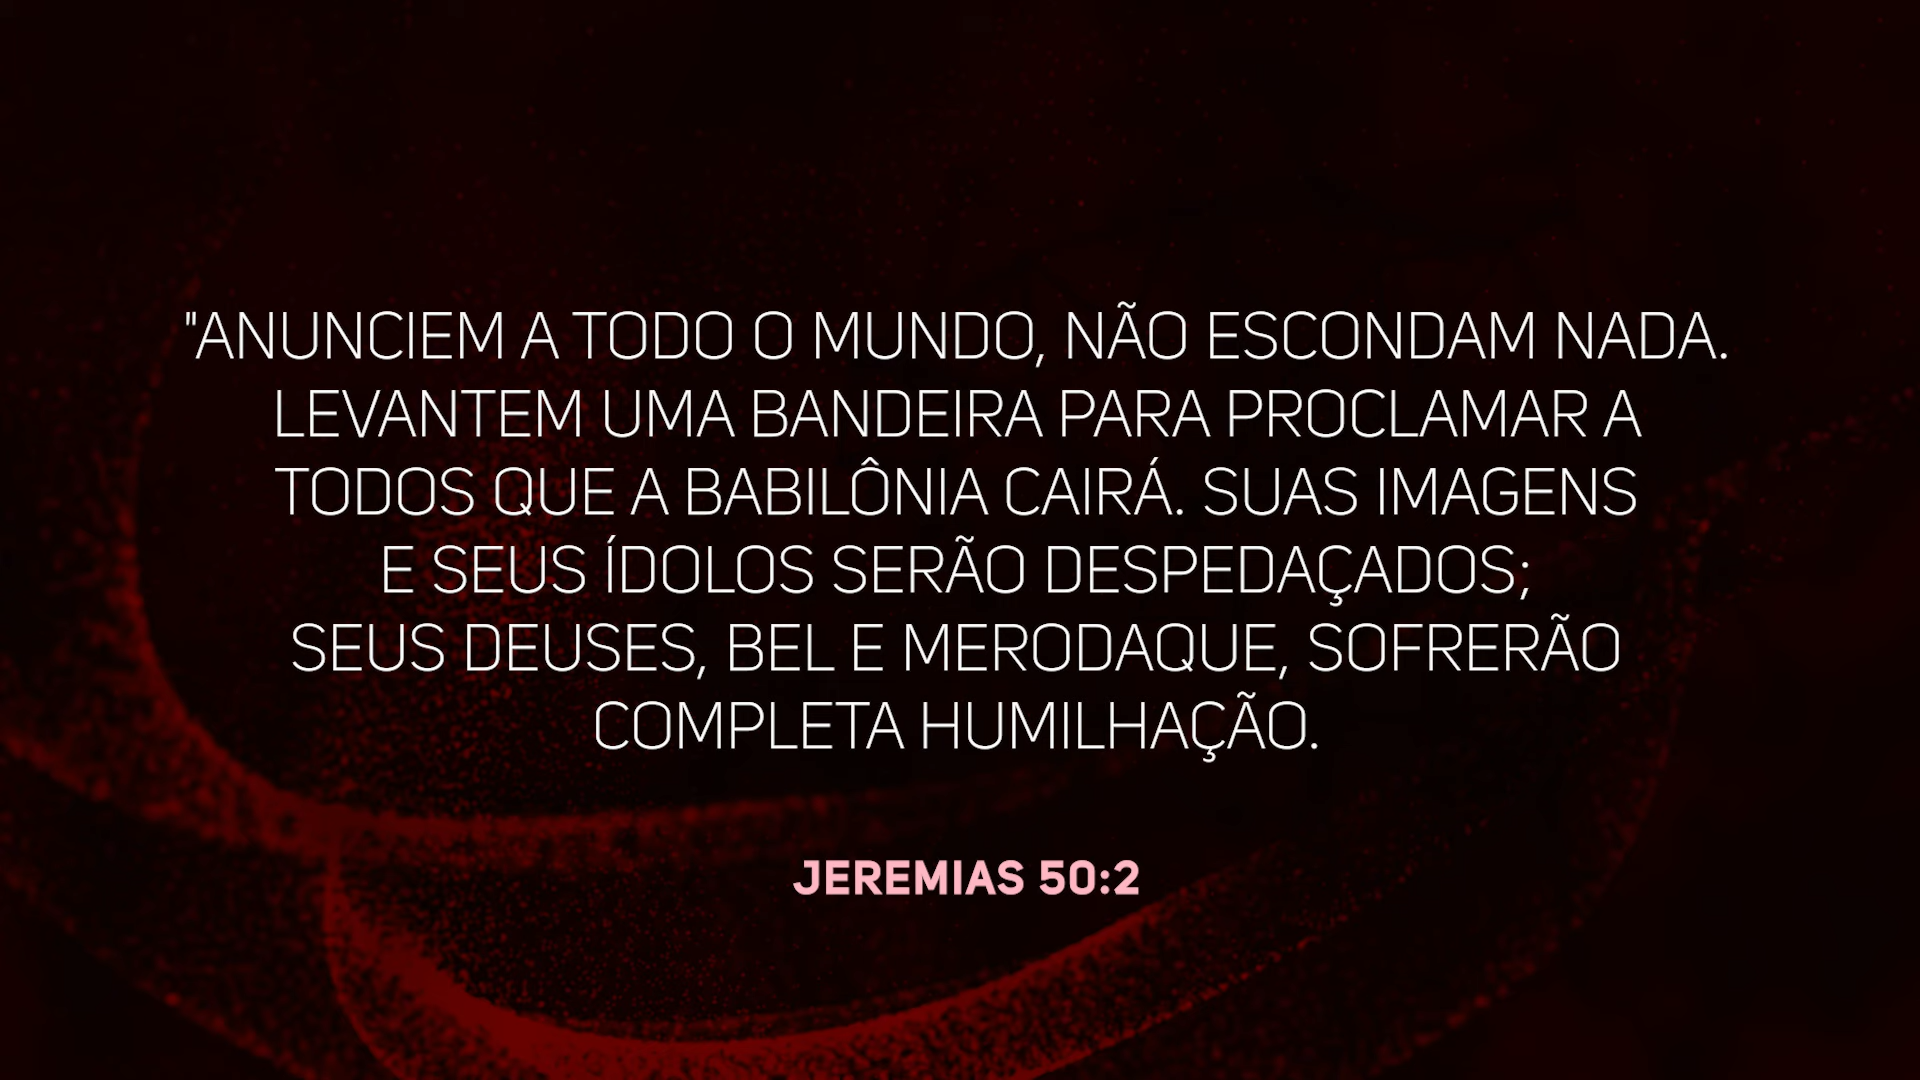 "ANUNCIEM A TODO O MUNDO, NÃO ESCONDAM NADA.
LEVANTEM UMA BANDEIRA PARA PROCLAMAR A
TODOS QUE A BABILÔNIA CAIRÁ. SUAS IMAGENS
E SEUS ÍDOLOS SERÃO DESPEDAÇADOS;
SEUS DEUSES, BEL E MERODAQUE, SOFRERÃO
COMPLETA HUMILHAÇÃO.
JEREMIAS 50:2